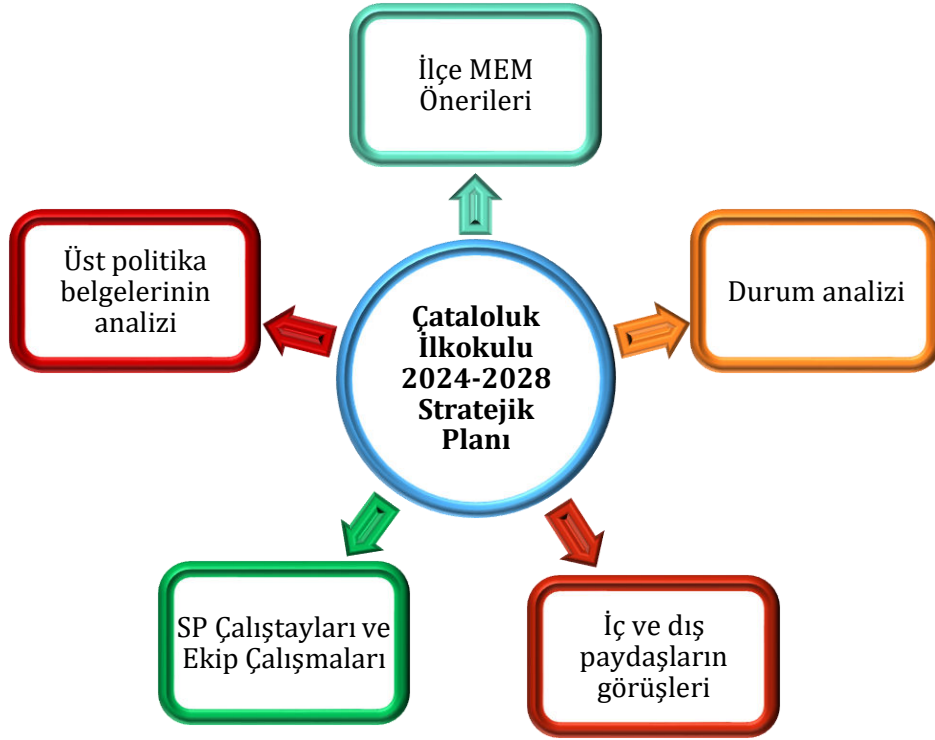 İlçe MEM
Önerileri
Üst politika
belgelerinin
analizi
Durum analizi
Çataloluk
İlkokulu
2024-2028
Stratejik
Planı
SP Çalıştayları ve
Ekip Çalışmaları
İç ve dış
paydaşların
görüşleri